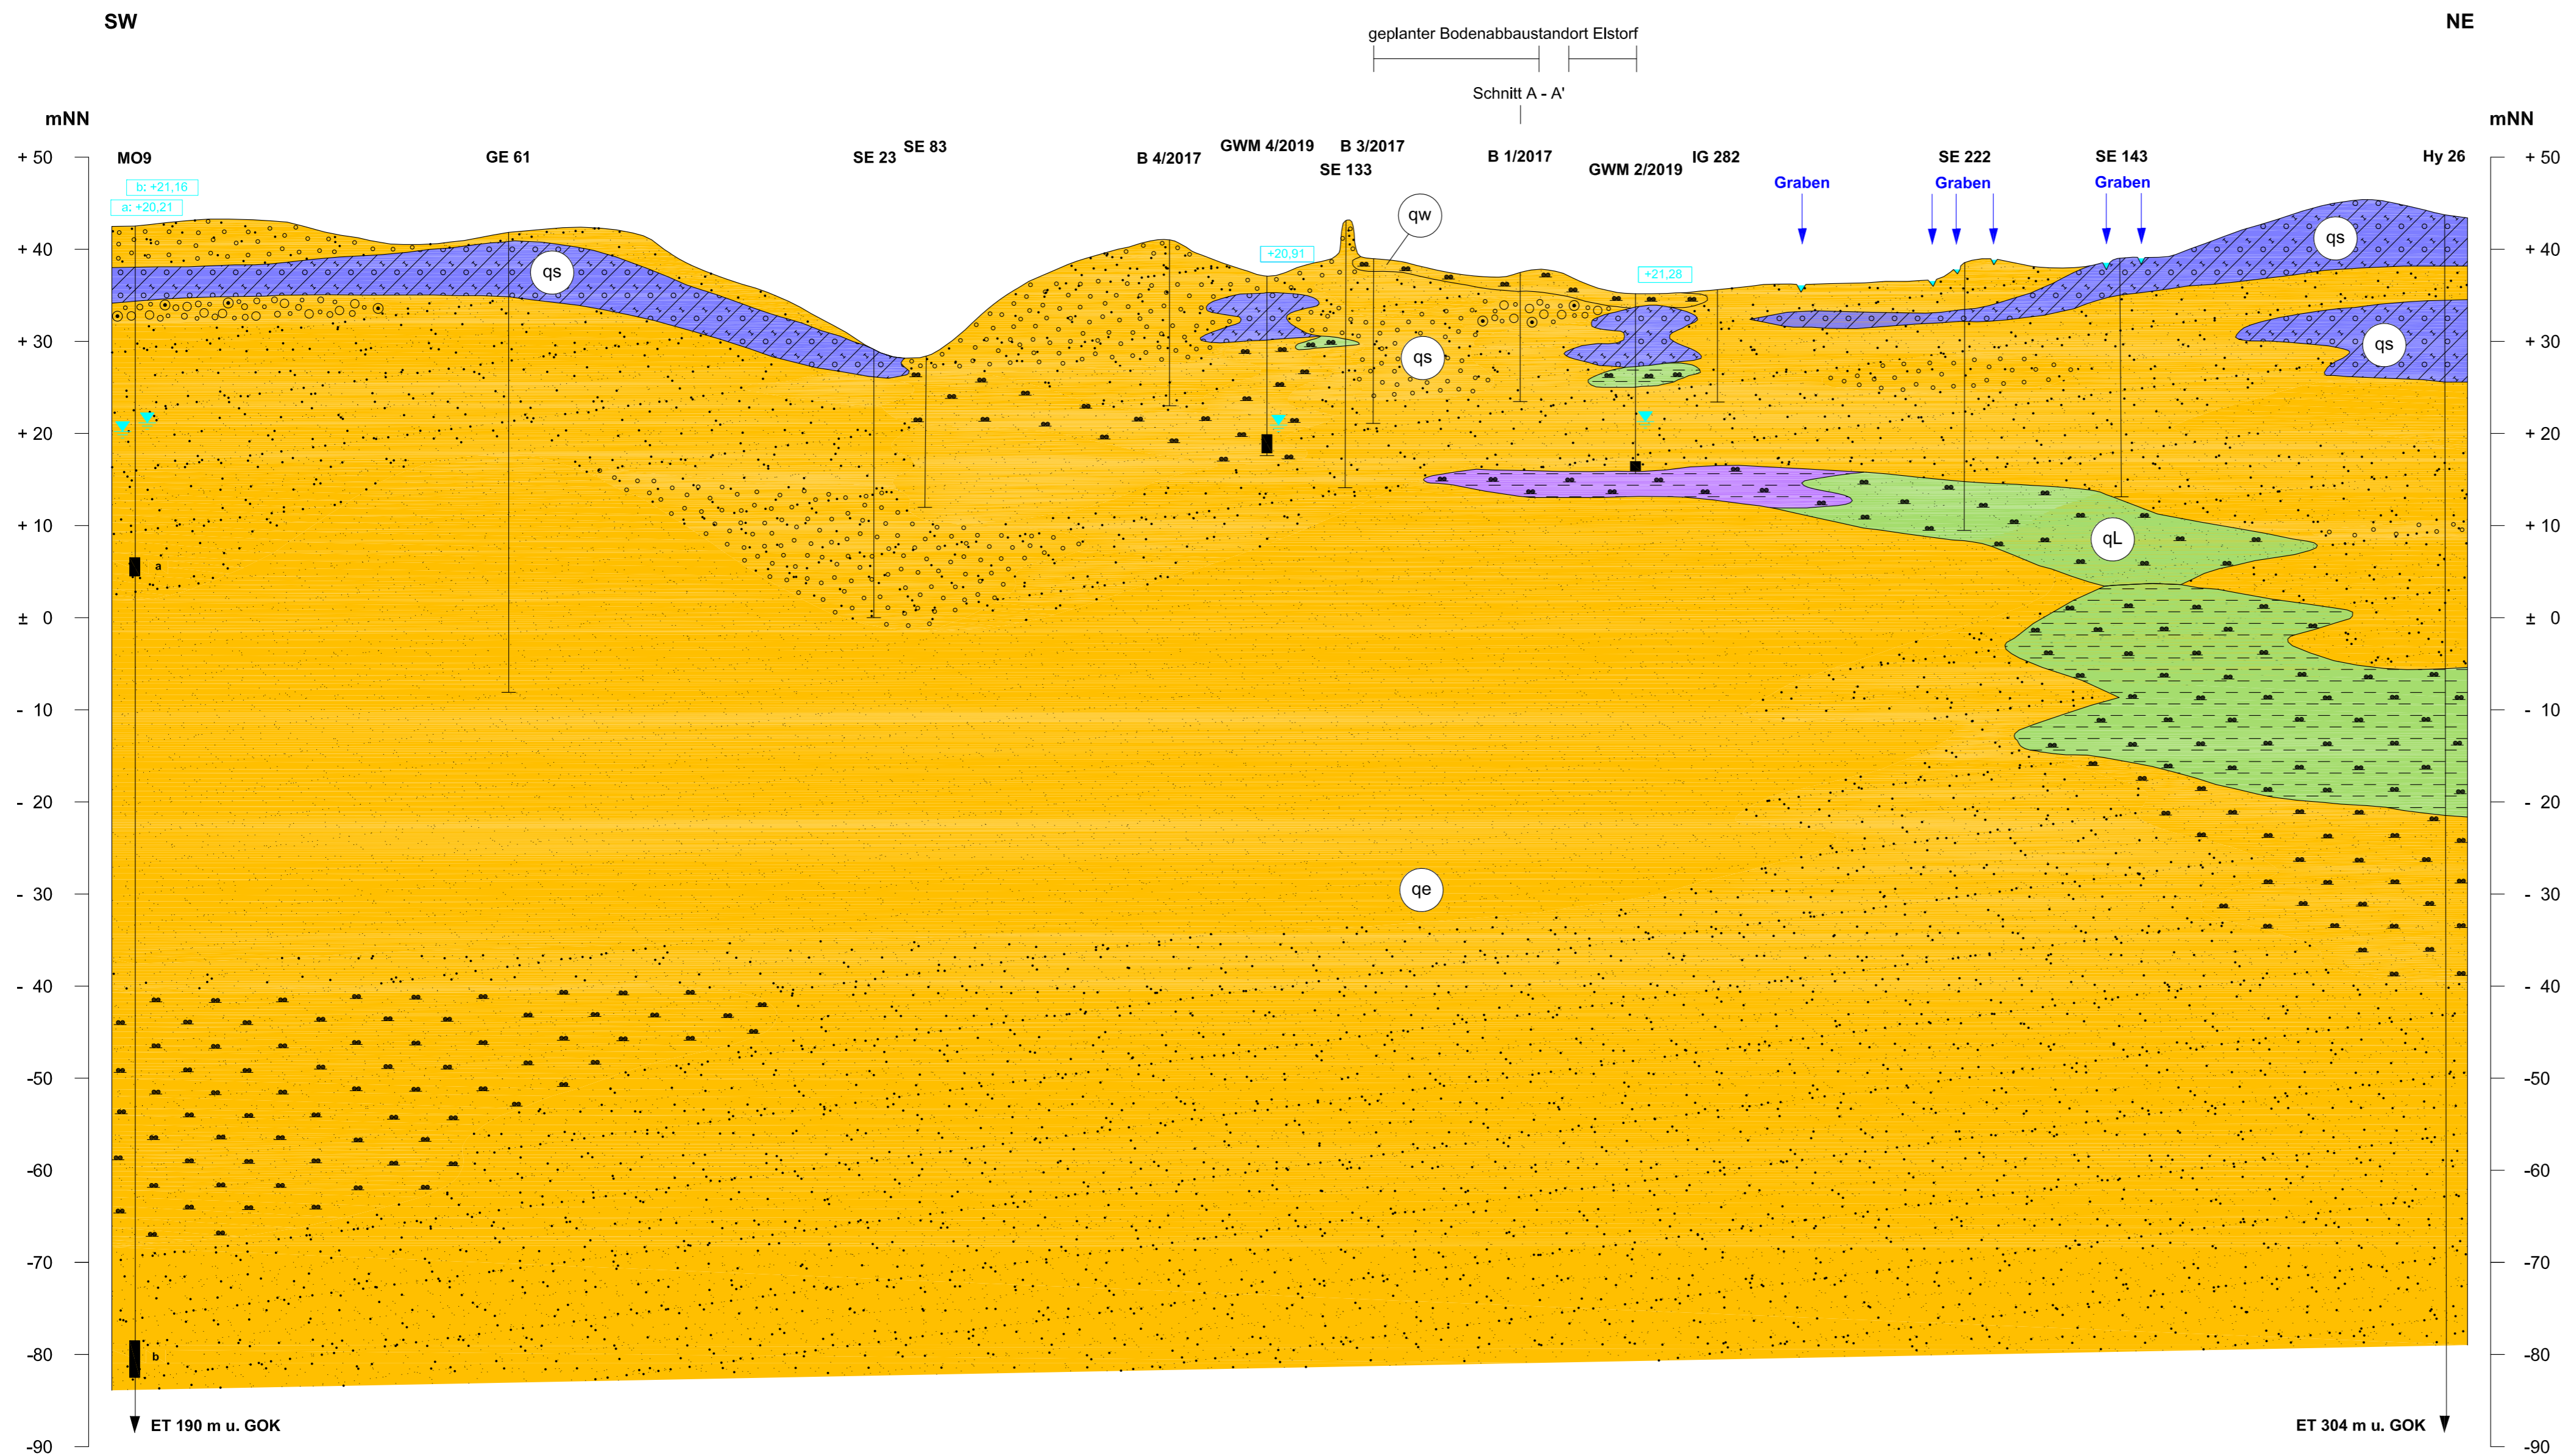 SW
NE
geplanter Bodenabbaustandort Elstorf
Schnitt A - A'
mNN
mNN
MO9
GE 61
SE 23
SE 83
B 4/2017
GWM 4/2019
B 3/2017
SE 133
B 1/2017
GWM 2/2019
IG 282
SE 222
SE 143
Hy 26
b: +21,16
a: +20,21
+20,91
+21,28
Graben
Graben
Graben
qw
qs
qs
qs
qs
qL
qe
a
b
+ 50
+ 40
+ 30
+ 20
+ 10
± 0
- 10
- 20
- 30
- 40
-50
-60
-70
-80
-90
+ 50
+ 40
+ 30
+ 20
+ 10
± 0
- 10
- 20
- 30
- 40
-50
-60
-70
-80
-90
ET 190 m u. GOK
ET 304 m u. GOK